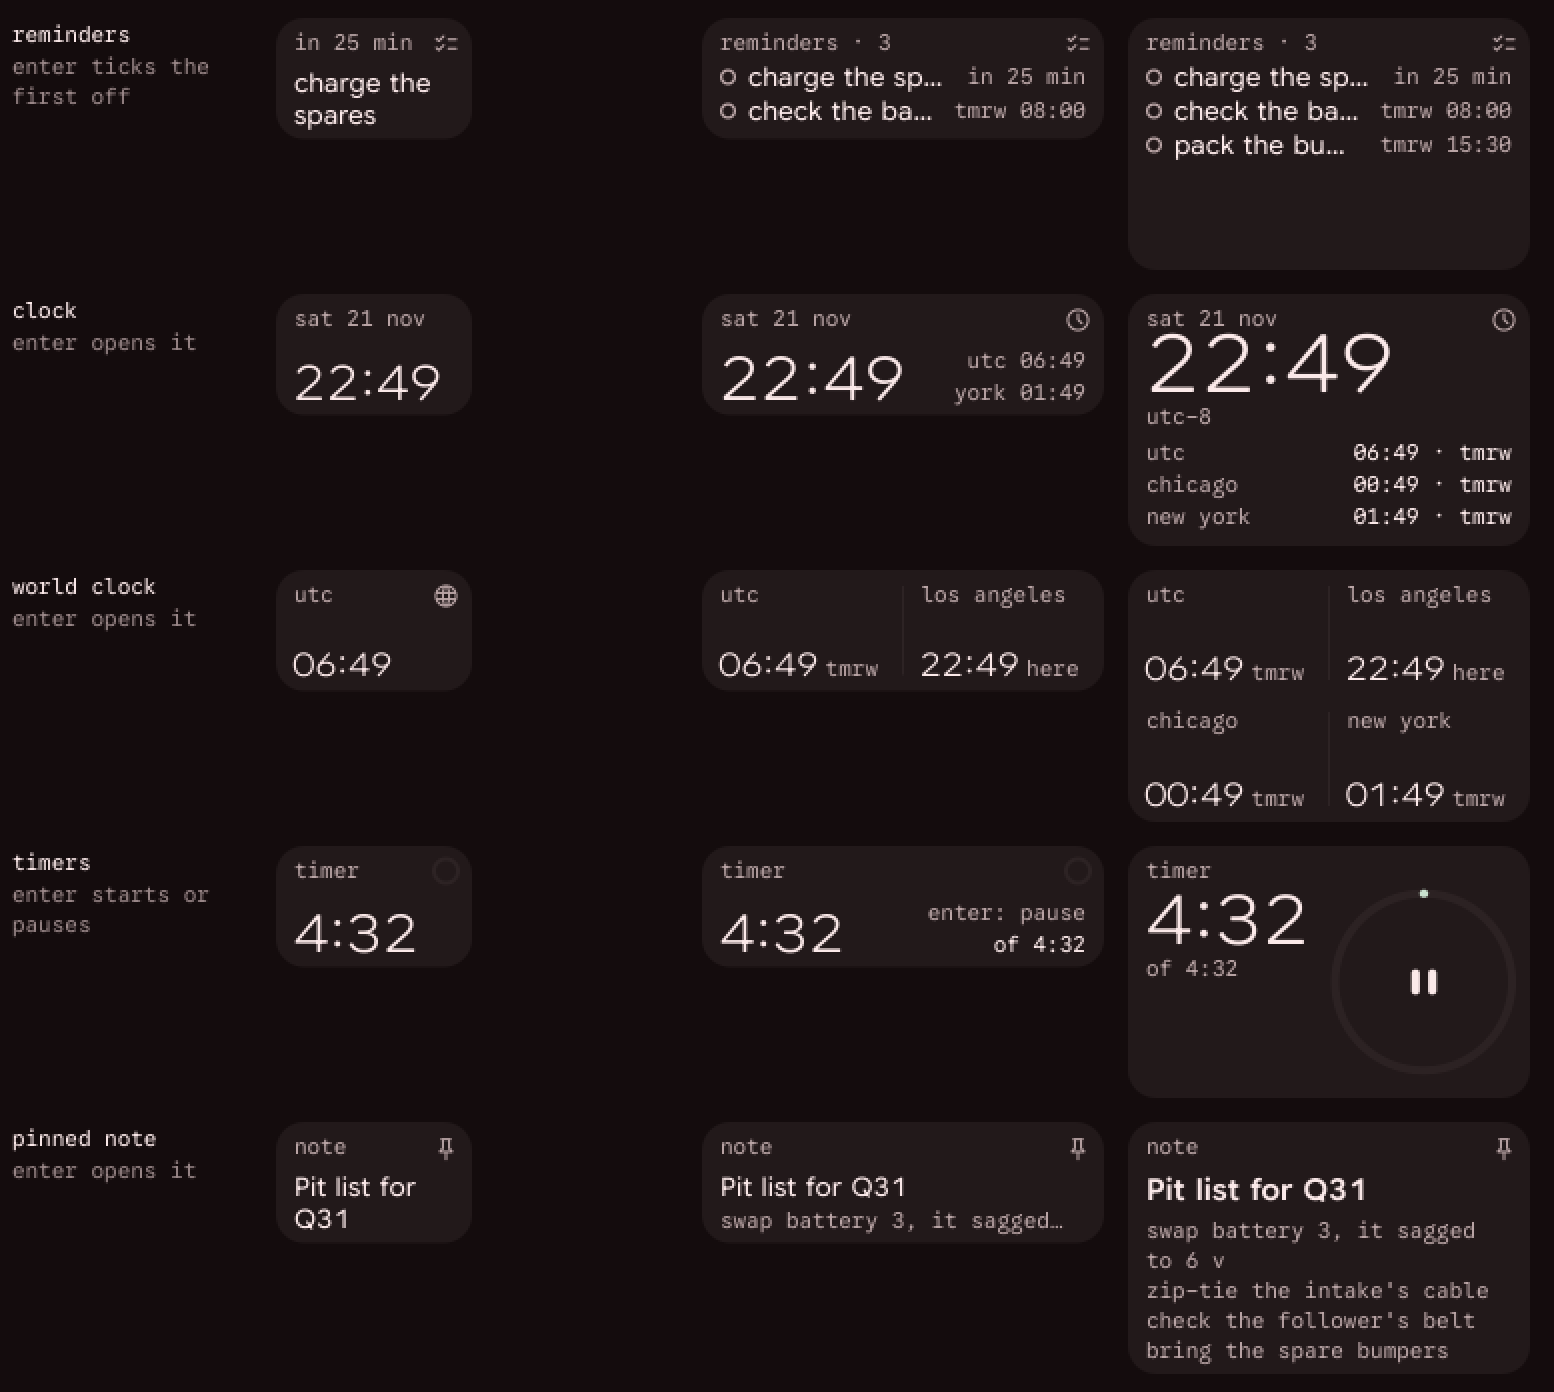 reminders
enter ticks the
first off
in 25 min
charge the
spares
reminders · 3
charge the sp… in 25 min
check the ba… tmrw 08:00
reminders · 3
charge the sp… in 25 min
check the ba… tmrw 08:00
pack the bu… tmrw 15:30
clock
enter opens it
sat 21 nov
22:49
sat 21 nov
22:49
utc 06:49
york 01:49
sat 21 nov
22:49
utc-8
utc 06:49 · tmrw
chicago 00:49 · tmrw
new york 01:49 · tmrw
world clock
enter opens it
utc
06:49
utc
06:49 tmrw
los angeles
22:49 here
utc
06:49 tmrw
los angeles
22:49 here
chicago
00:49 tmrw
new york
01:49 tmrw
timers
enter starts or
pauses
timer
4:32
timer
4:32
enter: pause
of 4:32
timer
4:32
of 4:32
pinned note
enter opens it
note
Pit list for
Q31
note
Pit list for Q31
swap battery 3, it sagged…
note
Pit list for Q31
swap battery 3, it sagged
to 6 v
zip-tie the intake's cable
check the follower's belt
bring the spare bumpers